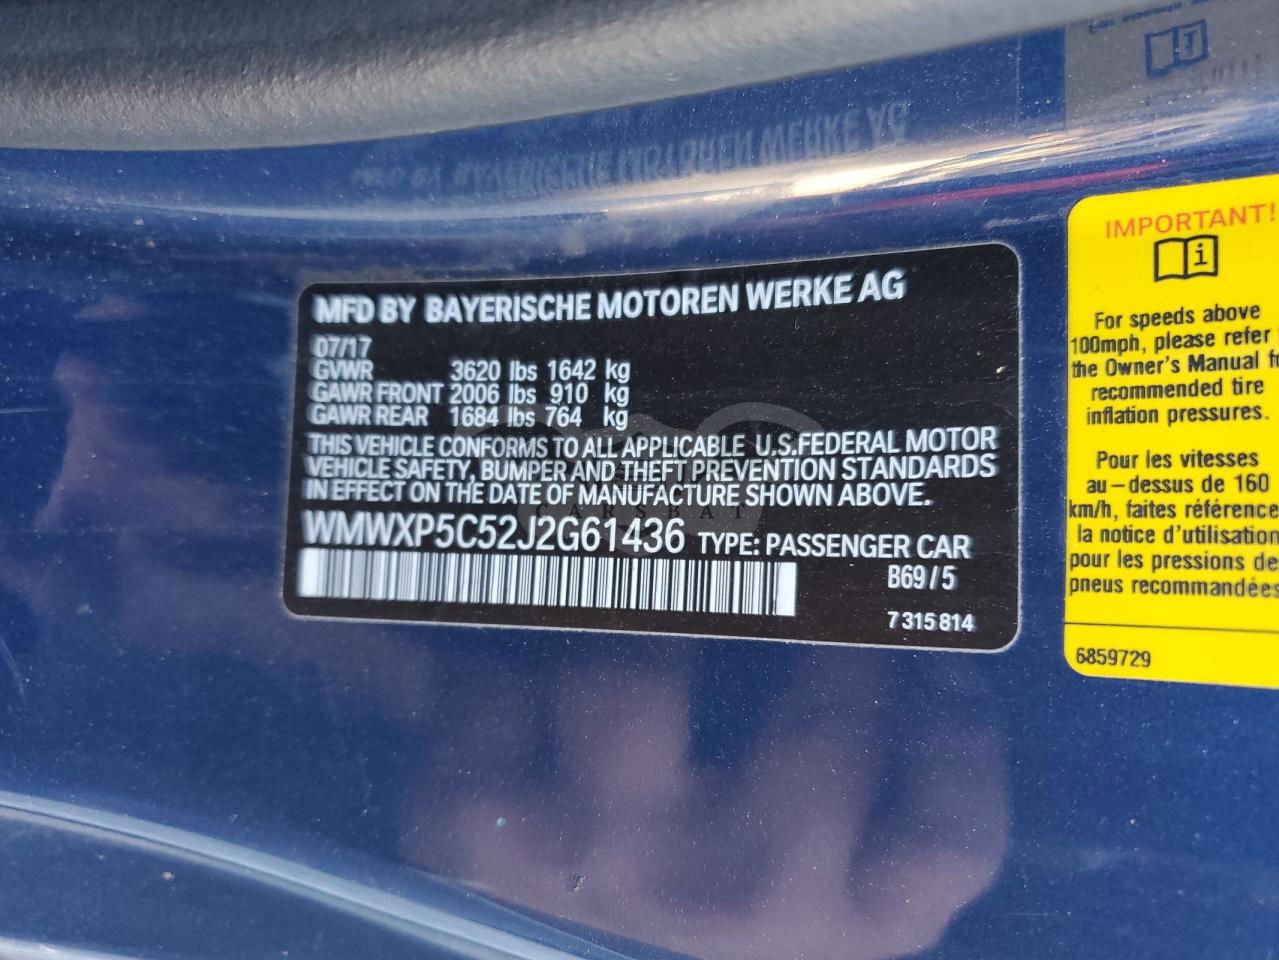 MFD BY BAYERISCHE MOTOREN WERKE AG
07/17
GVWR 3620 lbs 1642 kg
GAWR FRONT 2006 lbs 910 kg
GAWR REAR 1684 lbs 764 kg
THIS VEHICLE CONFORMS TO ALL APPLICABLE U.S.FEDERAL MOTOR
VEHICLE SAFETY, BUMPER AND THEFT PREVENTION STANDARDS
IN EFFECT ON THE DATE OF MANUFACTURE SHOWN ABOVE.
WMWXP5C52J2G61436 TYPE: PASSENGER CAR
B69/5
7 315 814
CARSBAT
IMPORTANT!
For speeds above
100mph, please refer
the Owner's Manual
recommended tire
inflation pressures.
Pour les vitesses
au-dessus de 160
km/h, faites référence
la notice d'utilisation
pour les pressions de
pneus recommandées
6859729